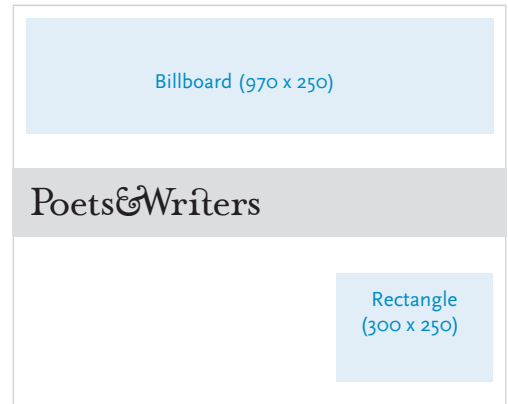 Billboard (970 x 250)
Poets&Writers
Rectangle
(300 x 250)